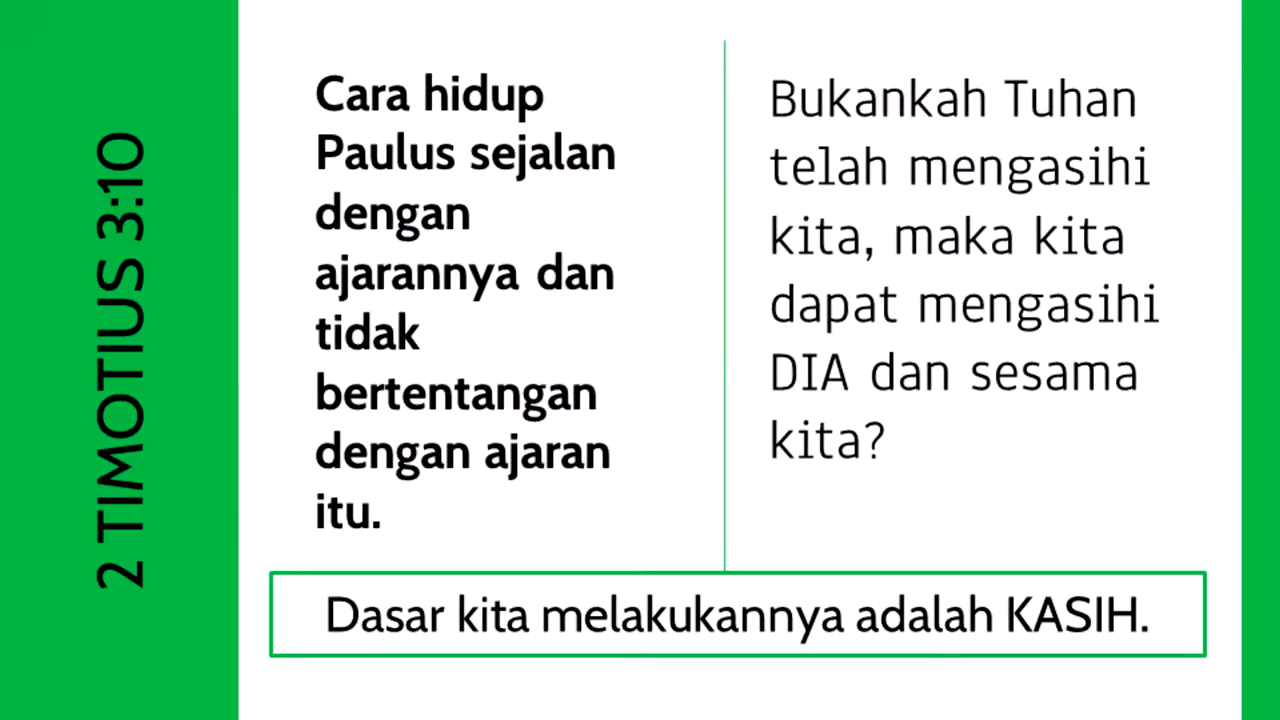 2 TIMOTIUS 3:10
Cara hidup
Paulus sejalan
dengan
ajarannya dan
tidak
bertentangan
dengan ajaran
itu.
Bukankah Tuhan
telah mengasihi
kita, maka kita
dapat mengasihi
DIA dan sesama
kita?
Dasar kita melakukannya adalah KASIH.